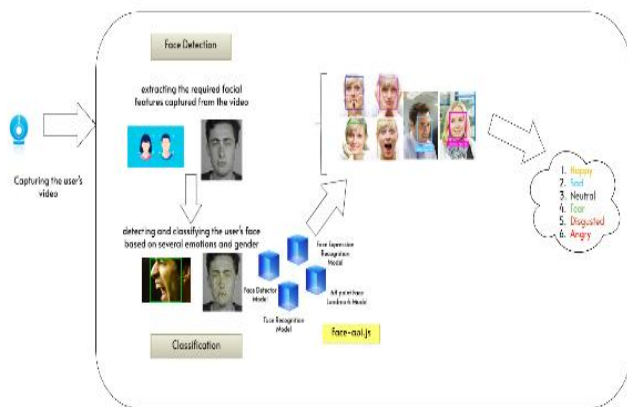 Face Detection
extracting the required facial
features captured from the video
Capturing the user's
video
detecting and classifying the user's face
based on several emotions and gender
Face Expression
Recognition
Model
Face Detector
Model
68 point Face
Landmark Model
Face Recognition
Model
face-api.js
Classification
1. Happy
2. Sad
3. Neutral
4. Fear
5. Disgusted
6. Angry